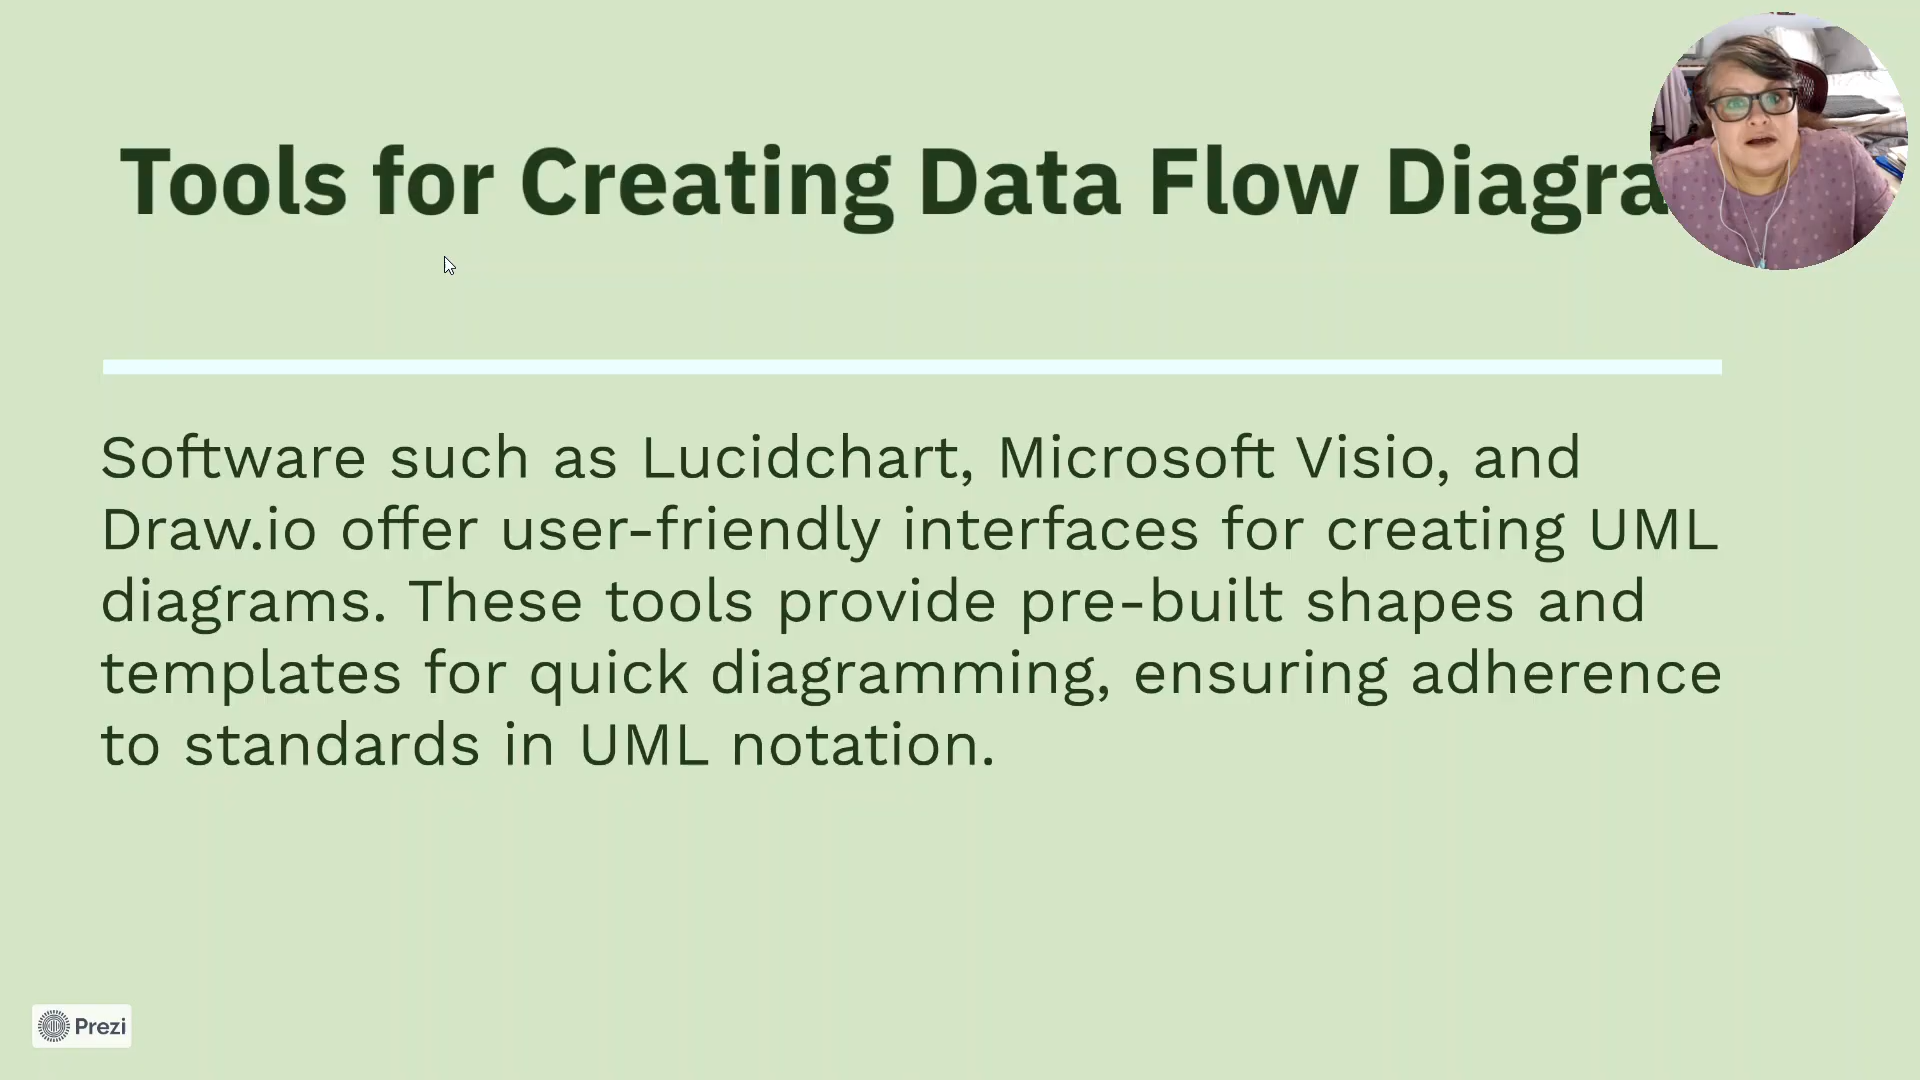 Tools for Creating Data Flow
Software such as Lucidchart, Microsoft Visio, and
Draw.io offer user-friendly interfaces for creating UML
diagrams. These tools provide pre-built shapes and
templates for quick diagramming, ensuring adherence
to standards in UML notation.
Prezi